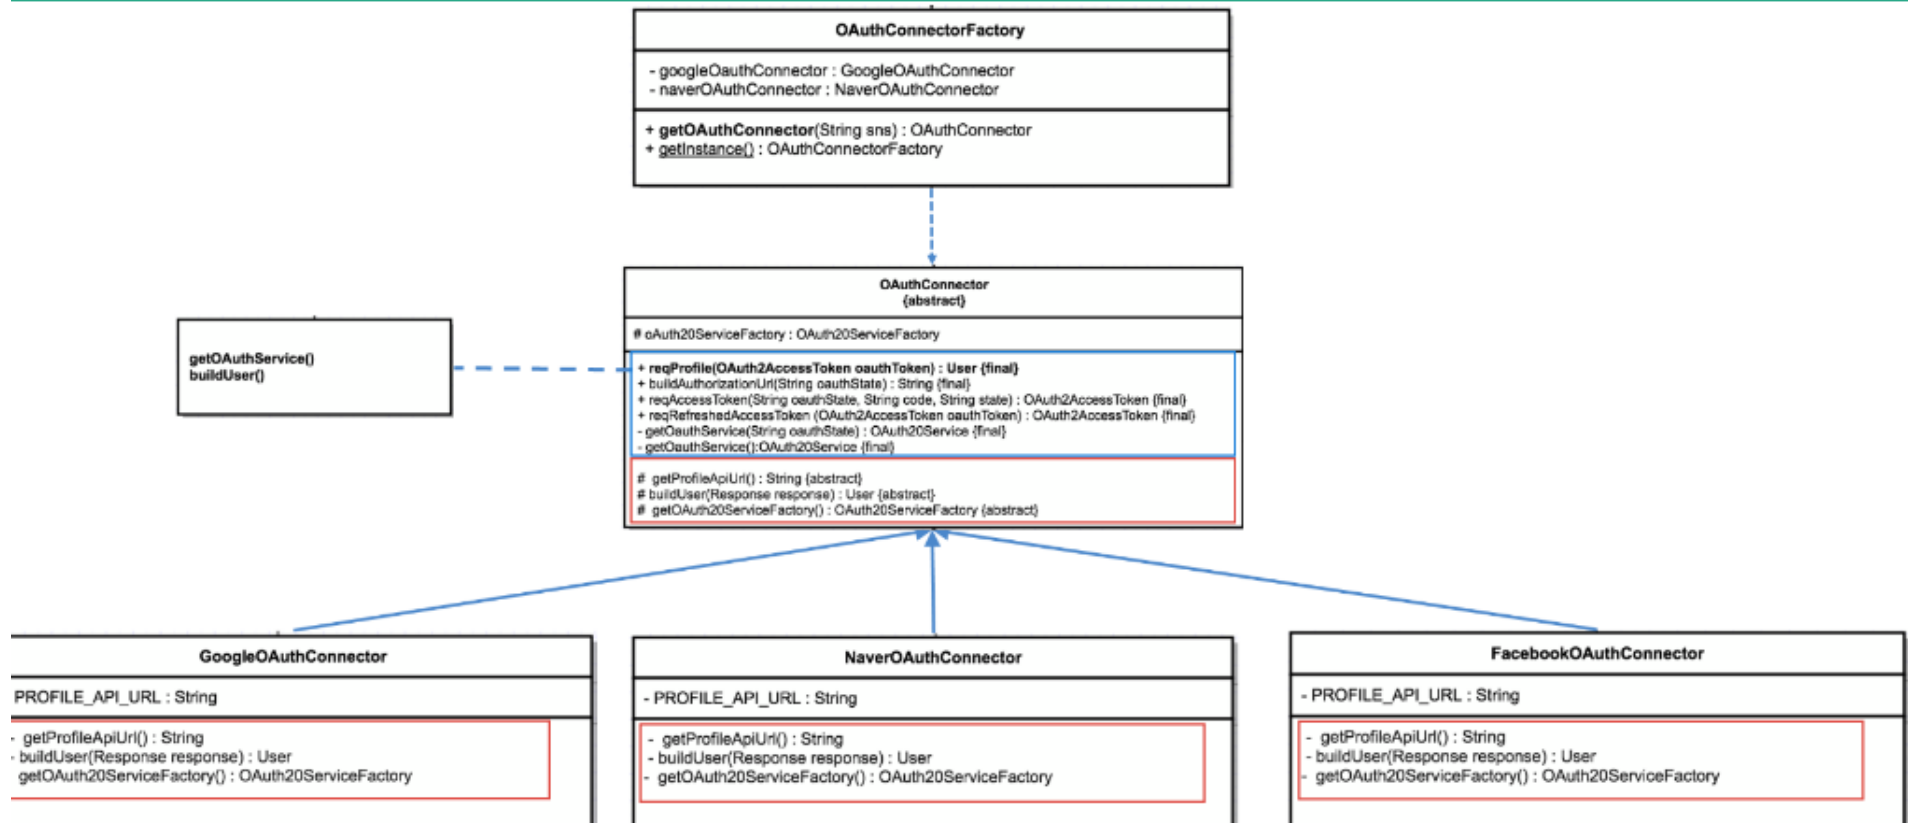 OAuthConnectorFactory
- googleOauthConnector : GoogleOAuthConnector
- naverOAuthConnector : NaverOAuthConnector
+ getOAuthConnector(String sns) : OAuthConnector
+ getInstance() : OAuthConnectorFactory
OAuthConnector
{abstract}
# oAuth20ServiceFactory : OAuth20ServiceFactory
+ reqProfile(OAuth2AccessToken oauthToken) : User {final}
+ buildAuthorizationUrl(String oauthState) : String {final}
+ reqAccessToken(String oauthState, String code, String state) : OAuth2AccessToken {final}
+ reqRefreshedAccessToken (OAuth2AccessToken oauthToken) : OAuth2AccessToken {final}
- getOauthService(String oauthState) : OAuth20Service {final}
- getOauthService():OAuth20Service {final}
# getProfileApiUrl() : String {abstract}
# buildUser(Response response) : User {abstract}
# getOAuth20ServiceFactory() : OAuth20ServiceFactory {abstract}
getOAuthService()
buildUser()
GoogleOAuthConnector
PROFILE_API_URL : String
- getProfileApiUrl() : String
- buildUser(Response response) : User
getOAuth20ServiceFactory() : OAuth20ServiceFactory
NaverOAuthConnector
- PROFILE_API_URL : String
- getProfileApiUrl() : String
- buildUser(Response response) : User
- getOAuth20ServiceFactory() : OAuth20ServiceFactory
FacebookOAuthConnector
- PROFILE_API_URL : String
- getProfileApiUrl() : String
- buildUser(Response response) : User
- getOAuth20ServiceFactory() : OAuth20ServiceFactory